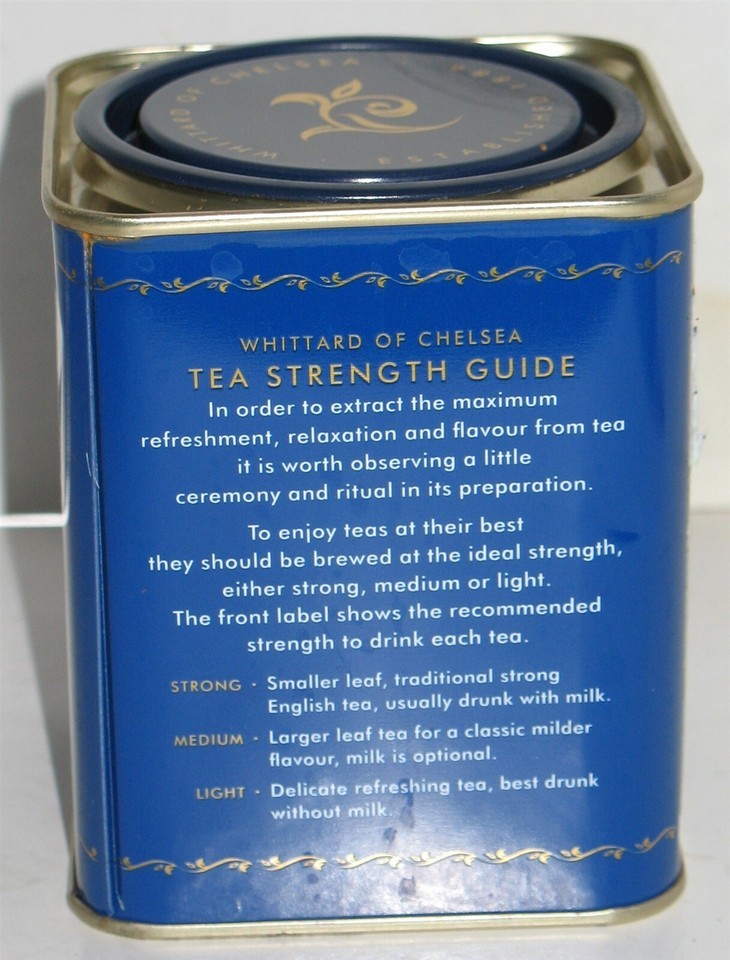 WHITTARD OF CHELSEA · ESTABLISHED 1886 ·
WHITTARD OF CHELSEA
TEA STRENGTH GUIDE
In order to extract the maximum
refreshment, relaxation and flavour from tea
it is worth observing a little
ceremony and ritual in its preparation.
To enjoy teas at their best
they should be brewed at the ideal strength,
either strong, medium or light.
The front label shows the recommended
strength to drink each tea.
STRONG · Smaller leaf, traditional strong
English tea, usually drunk with milk.
MEDIUM · Larger leaf tea for a classic milder
flavour, milk is optional.
LIGHT · Delicate refreshing tea, best drunk
without milk.